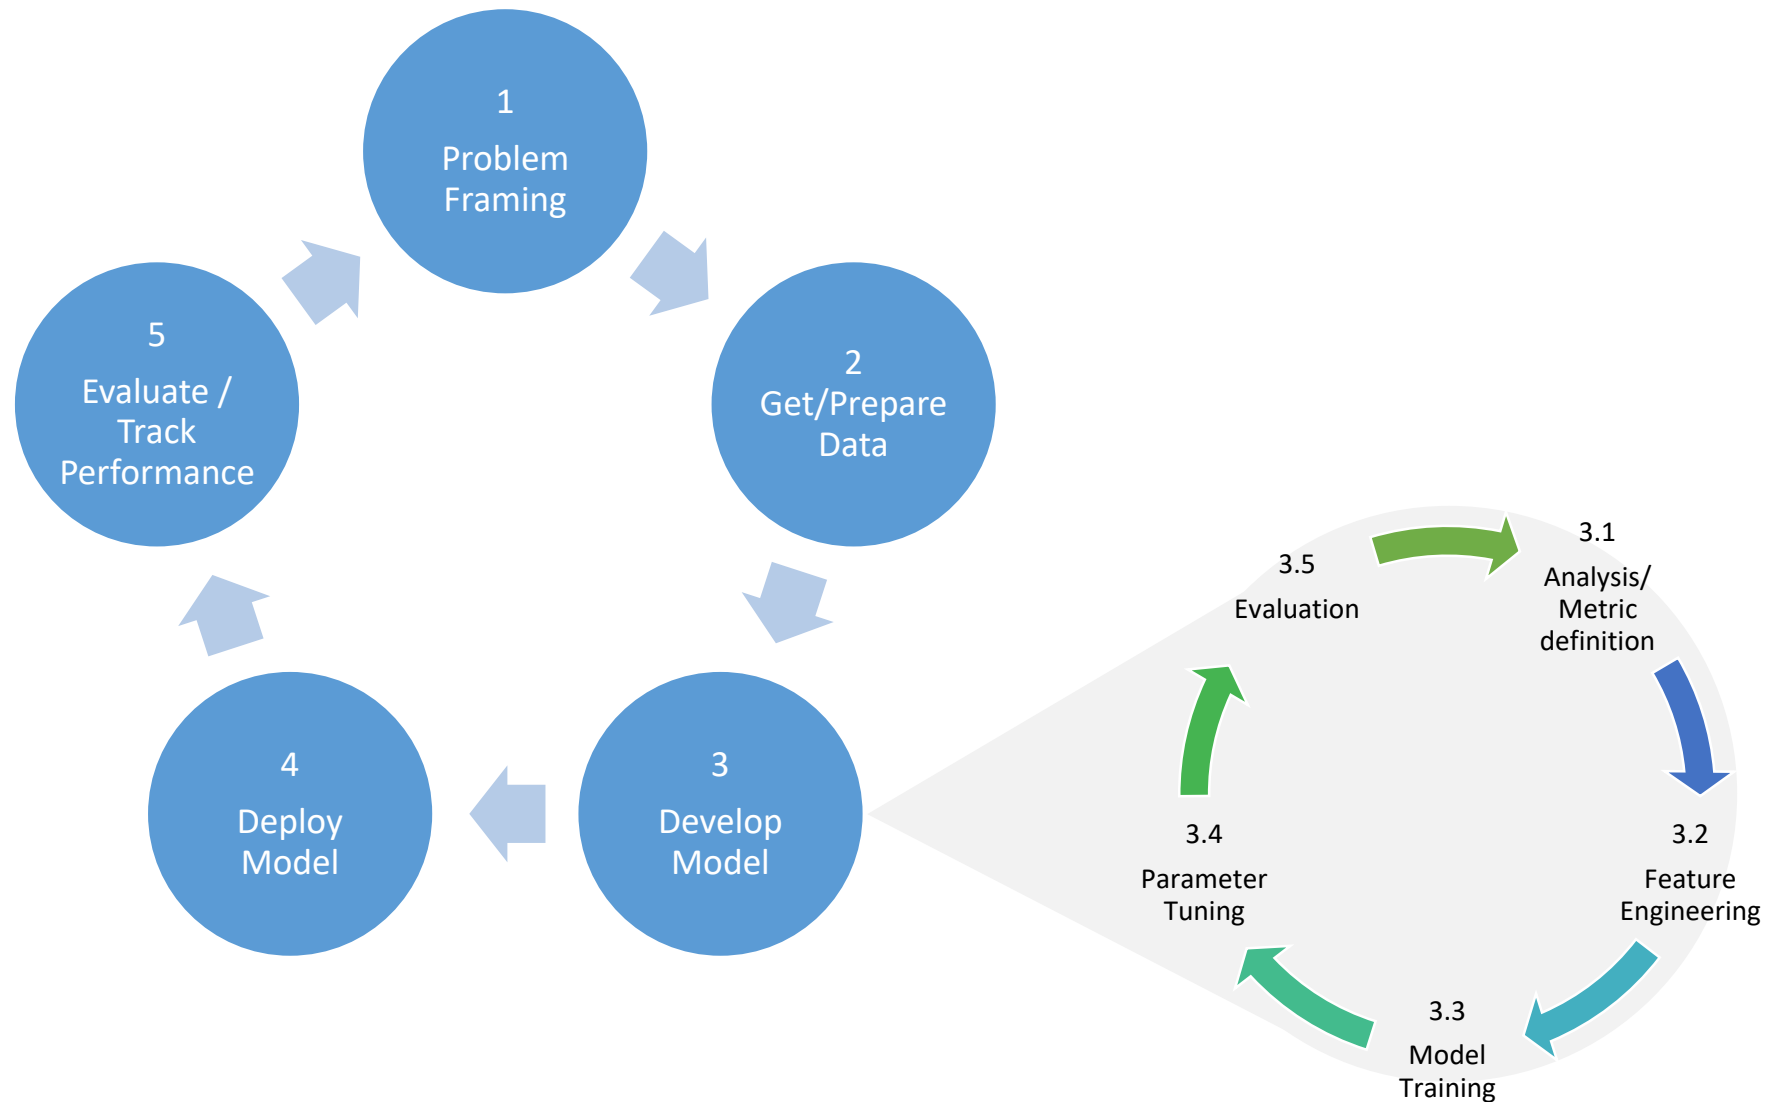 1
Problem
Framing
2
Get/Prepare
Data
3
Develop
Model
4
Deploy
Model
5
Evaluate /
Track
Performance
3.1
Analysis/
Metric
definition
3.2
Feature
Engineering
3.3
Model
Training
3.4
Parameter
Tuning
3.5
Evaluation